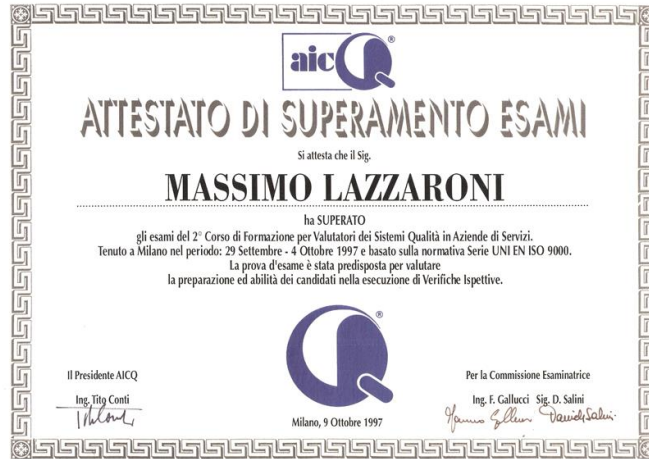 aicQ®
ATTESTATO DI SUPERAMENTO ESAMI
Si attesta che il Sig.
MASSIMO LAZZARONI
ha SUPERATO
gli esami del 2° Corso di Formazione per Valutatori dei Sistemi Qualità in Aziende di Servizi.
Tenuto a Milano nel periodo: 29 Settembre - 4 Ottobre 1997 e basato sulla normativa Serie UNI EN ISO 9000.
La prova d'esame è stata predisposta per valutare
la preparazione ed abilità dei candidati nella esecuzione di Verifiche Ispettive.
Q®
Il Presidente AICQ
Ing. Tito Conti
Milano, 9 Ottobre 1997
Per la Commissione Esaminatrice
Ing. F. Gallucci Sig. D. Salini
Davide Salini